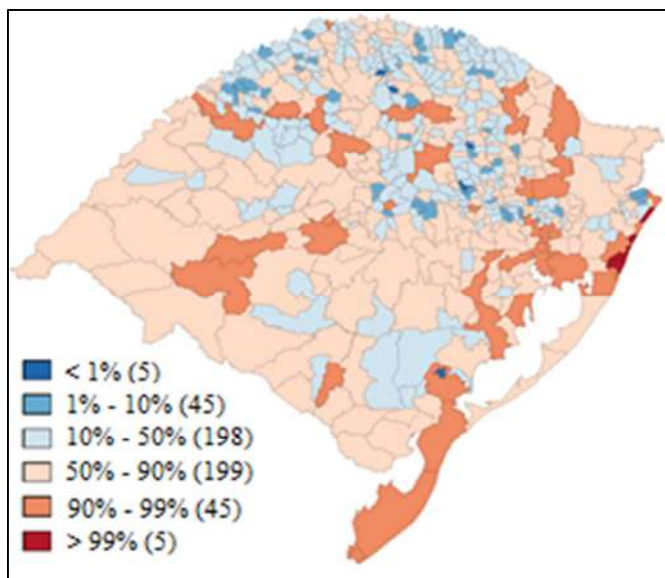 < 1% (5)
1% - 10% (45)
10% - 50% (198)
50% - 90% (199)
90% - 99% (45)
> 99% (5)